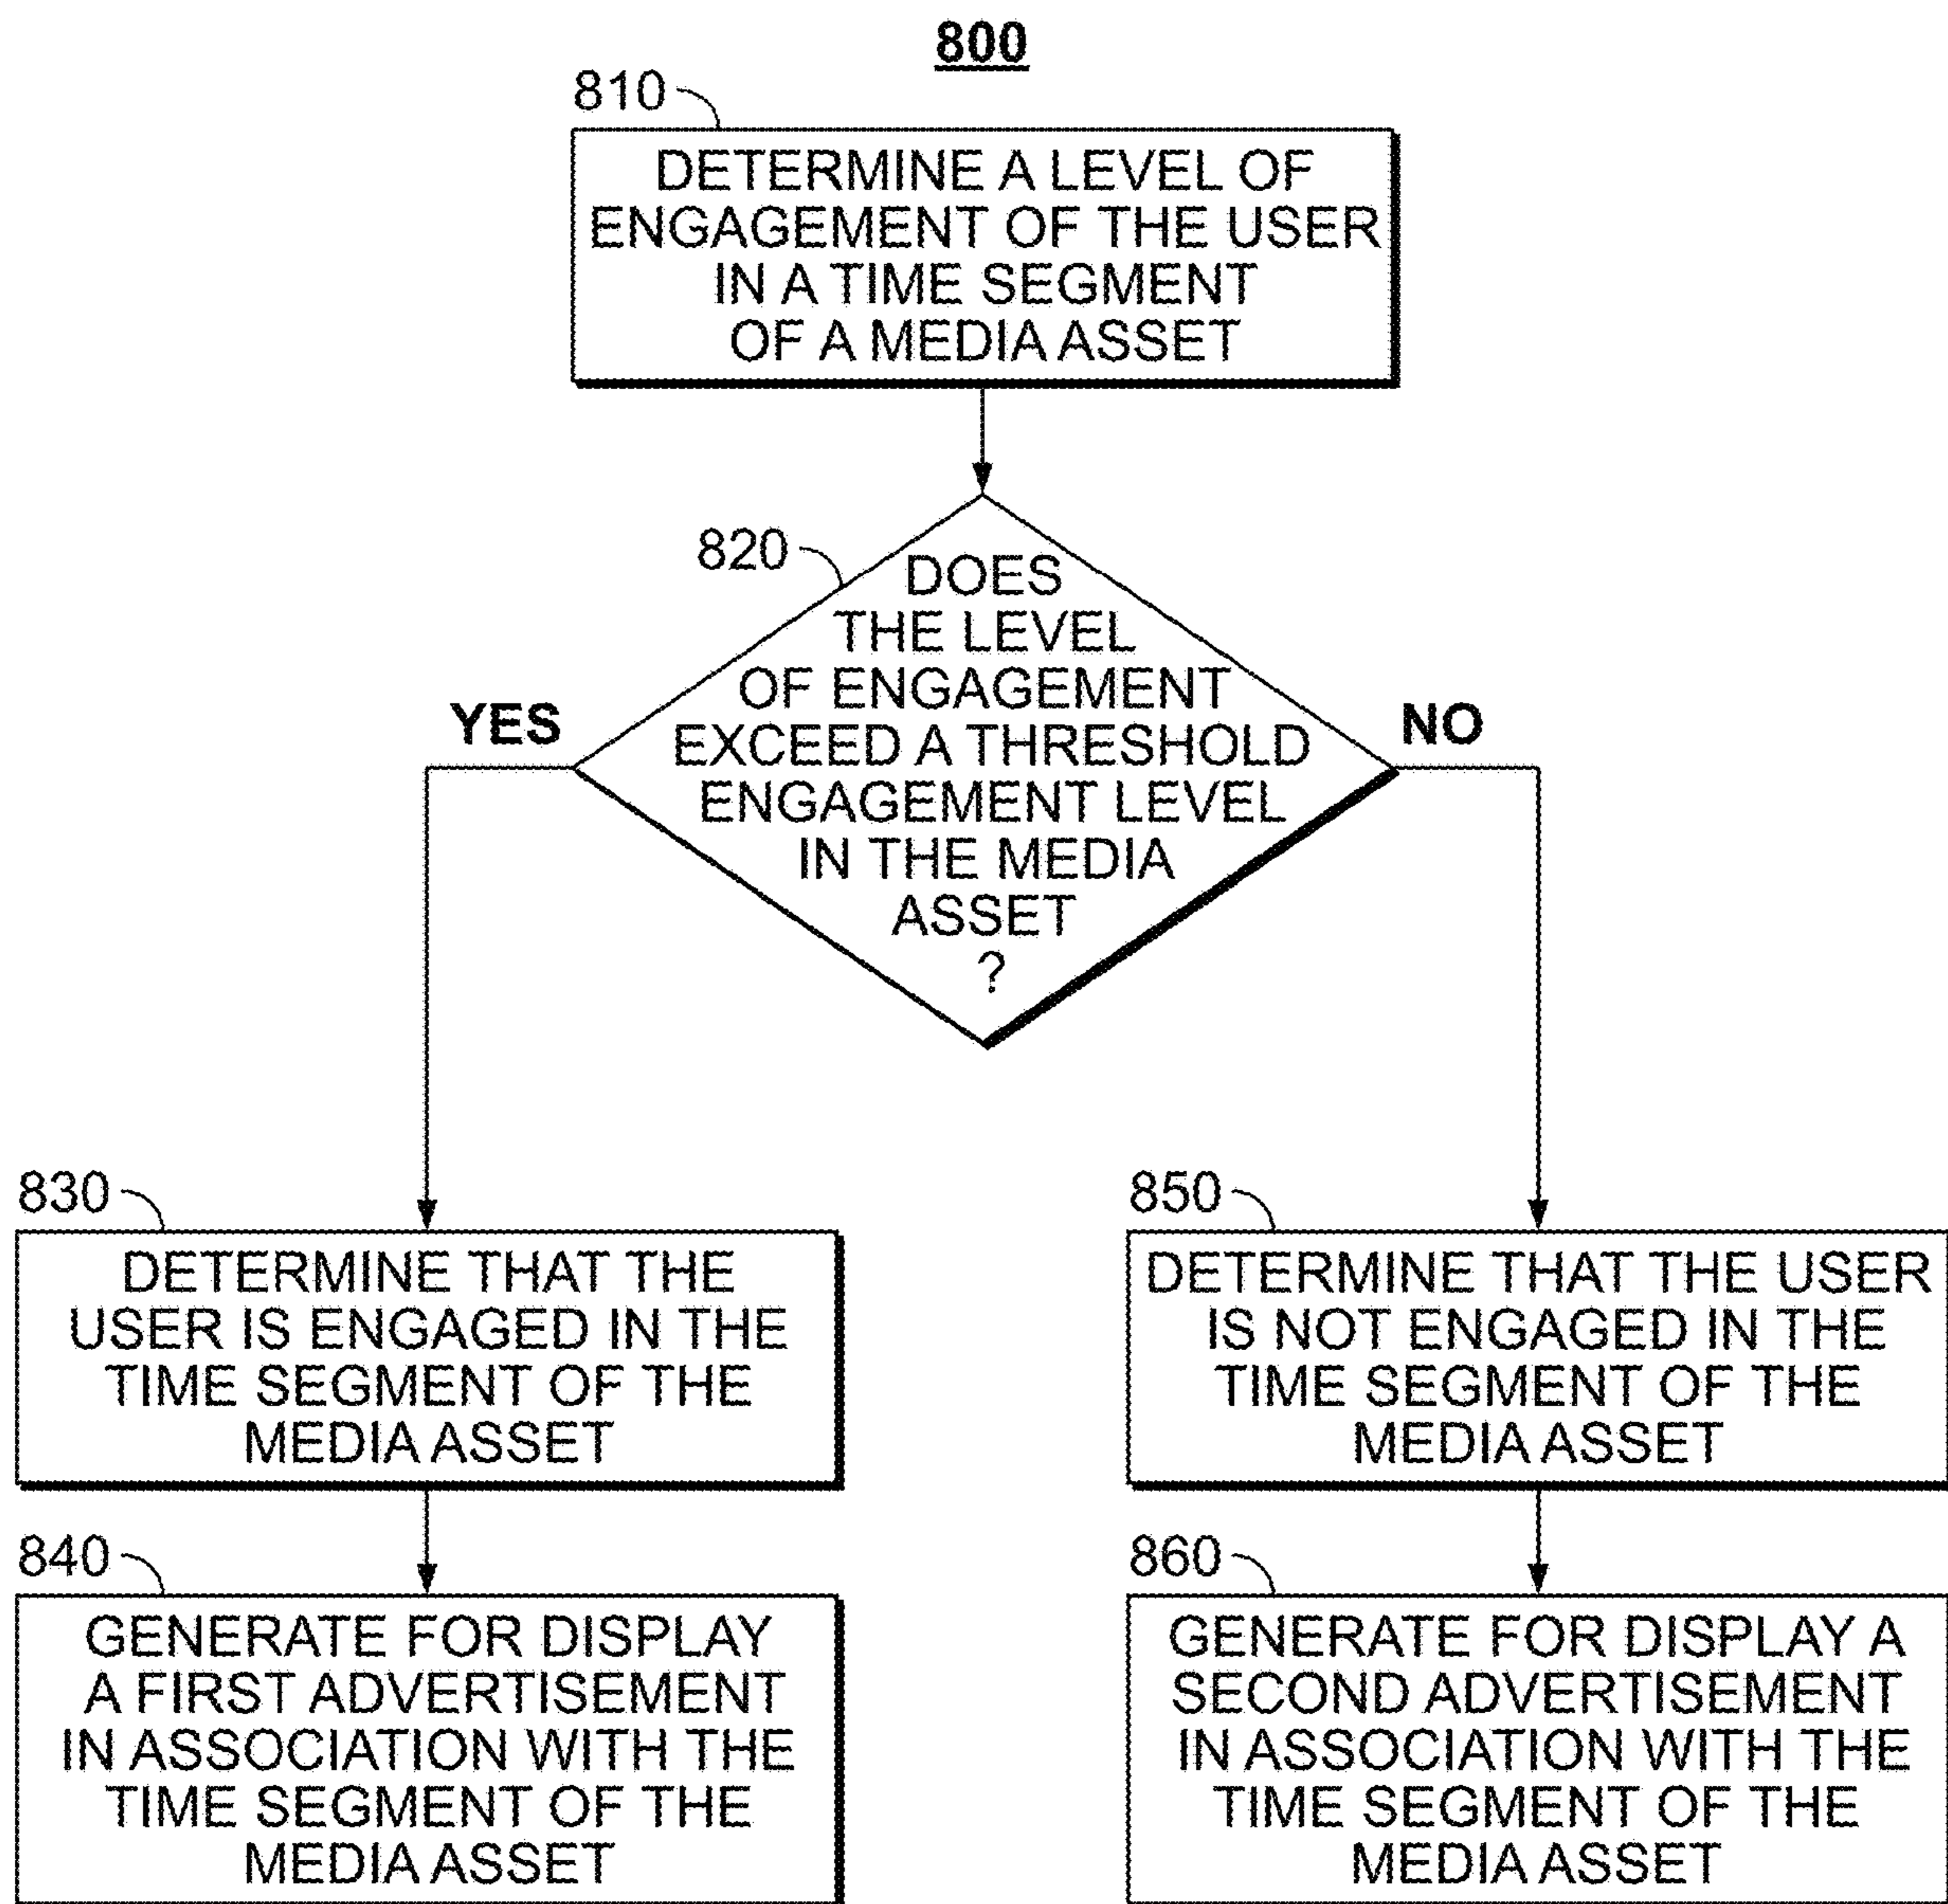 800
810
DETERMINE A LEVEL OF
ENGAGEMENT OF THE USER
IN A TIME SEGMENT
OF A MEDIA ASSET
820
DOES
THE LEVEL
OF ENGAGEMENT
EXCEED A THRESHOLD
ENGAGEMENT LEVEL
IN THE MEDIA
ASSET
?
YES
NO
830
DETERMINE THAT THE
USER IS ENGAGED IN THE
TIME SEGMENT OF THE
MEDIA ASSET
850
DETERMINE THAT THE USER
IS NOT ENGAGED IN THE
TIME SEGMENT OF THE
MEDIA ASSET
840
GENERATE FOR DISPLAY
A FIRST ADVERTISEMENT
IN ASSOCIATION WITH THE
TIME SEGMENT OF THE
MEDIA ASSET
860
GENERATE FOR DISPLAY A
SECOND ADVERTISEMENT
IN ASSOCIATION WITH THE
TIME SEGMENT OF THE
MEDIA ASSET